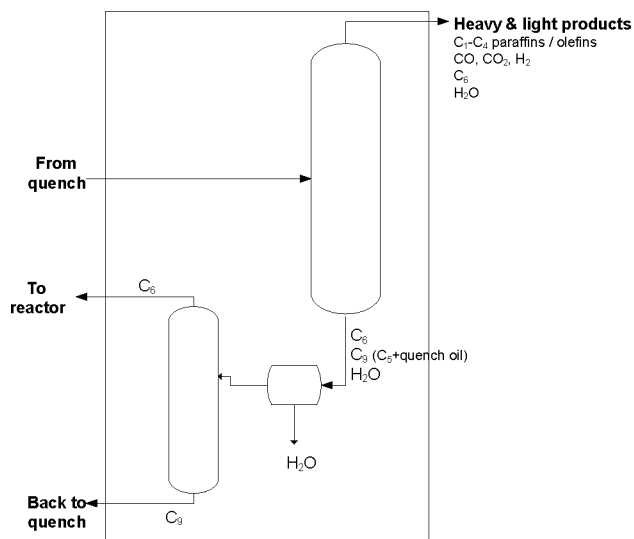 Heavy & light products
C₁-C₄ paraffins / olefins
CO, CO₂, H₂
C₆
H₂O
From
quench
To
reactor
C₆
C₆
C₉ (C₅+quench oil)
H₂O
H₂O
Back to
quench
C₉